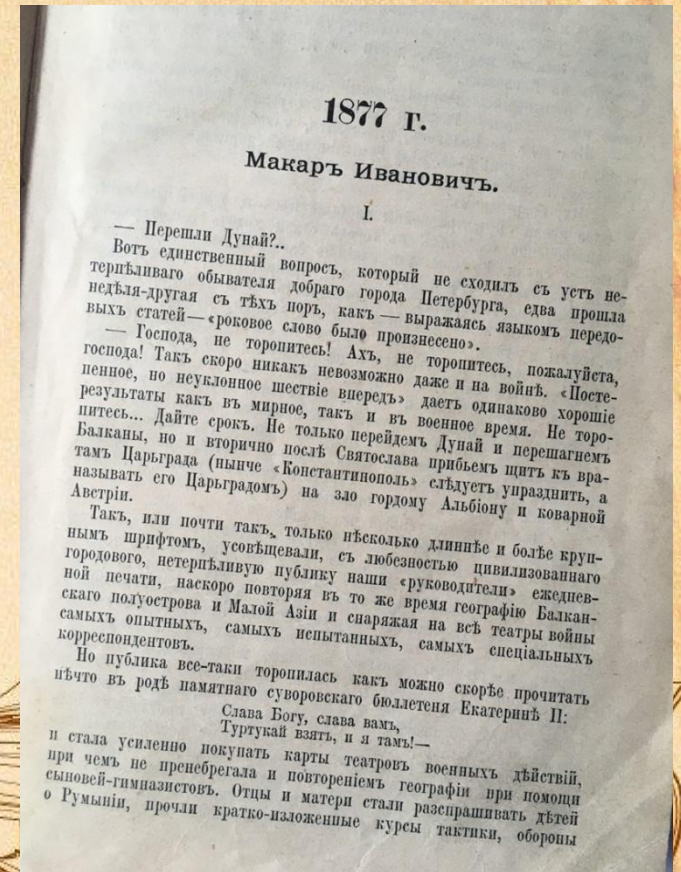 1877 г.
Макаръ Ивановичъ.
I.
— Перешли Дунай?..
Вотъ единственный вопросъ, который не сходилъ съ устъ не-
терпѣливаго обывателя добраго города Петербурга, едва прошла
недѣля-другая съ тѣхъ поръ, какъ — выражаясь языкомъ передо-
выхъ статей — «роковое слово было произнесено».
— Господа, не торопитесь! Ахъ, не торопитесь, пожалуйста,
господа! Такъ скоро никакъ невозможно даже и на войнѣ. «Посте-
пенное, но неуклонное шествіе впередъ» даетъ одинаково хорошіе
результаты какъ въ мирное, такъ и въ военное время. Не торо-
питесь... Дайте срокъ. Не только перейдемъ Дунай и перешагнемъ
Балканы, но и вторично послѣ Святослава прибьемъ щитъ къ вра-
тамъ Царьграда (нынче «Константинополь» слѣдуетъ упразднить, а
называть его Царьградомъ) на зло гордому Альбіону и коварной
Австріи.
Такъ, или почти такъ, только нѣсколько длиннѣе и болѣе круп-
нымъ шрифтомъ, усовѣщевали, съ любезностью цивилизованнаго
городового, нетерпѣливую публику наши «руководители» ежеднев-
ной печати, наскоро повторяя въ то же время географію Балкан-
скаго полуострова и Малой Азіи и снаряжая на всѣ театры войны
самыхъ опытныхъ, самыхъ испытанныхъ, самыхъ спеціальныхъ
корреспондентовъ.
Но публика все-таки торопилась какъ можно скорѣе прочитать
нѣчто въ родѣ памятнаго суворовскаго бюллетеня Екатеринѣ II:
Слава Богу, слава вамъ,
Туртукай взятъ, и я тамъ!—
и стала усиленно покупать карты театровъ военныхъ дѣйствій,
при чемъ не пренебрегала и повтореніемъ географіи при помощи
сыновей-гимназистовъ. Отцы и матери стали разспрашивать дѣтей
о Румыніи, прочли кратко-изложенные курсы тактики, обороны